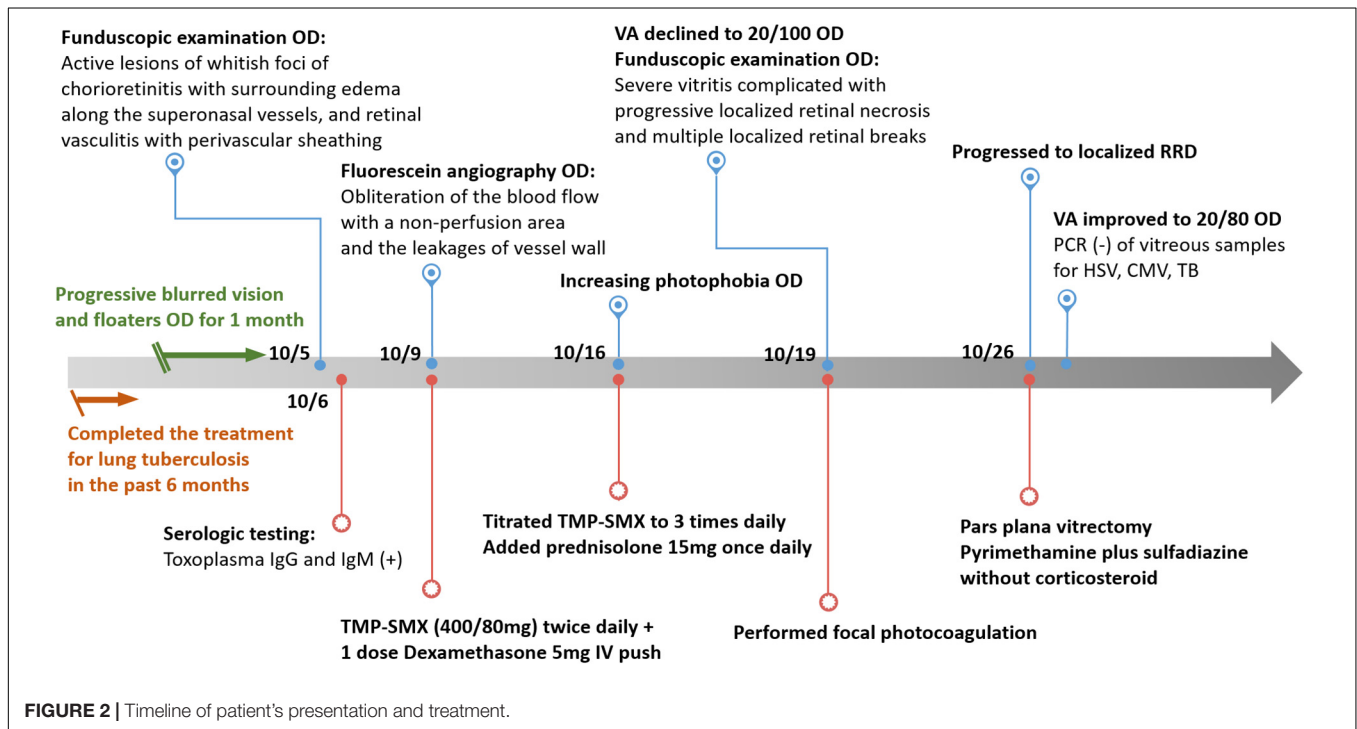 Funduscopic examination OD:
Active lesions of whitish foci of
chorioretinitis with surrounding edema
along the superonasal vessels, and retinal
vasculitis with perivascular sheathing
Fluorescein angiography OD:
Obliteration of the blood flow
with a non-perfusion area
and the leakages of vessel wall
Increasing photophobia OD
VA declined to 20/100 OD
Funduscopic examination OD:
Severe vitritis complicated with
progressive localized retinal necrosis
and multiple localized retinal breaks
Progressed to localized RRD
VA improved to 20/80 OD
PCR (-) of vitreous samples
for HSV, CMV, TB
Progressive blurred vision
and floaters OD for 1 month
10/5
10/9
10/16
10/19
10/26
10/6
Completed the treatment
for lung tuberculosis
in the past 6 months
Serologic testing:
Toxoplasma IgG and IgM (+)
TMP-SMX (400/80mg) twice daily +
1 dose Dexamethasone 5mg IV push
Titrated TMP-SMX to 3 times daily
Added prednisolone 15mg once daily
Performed focal photocoagulation
Pars plana vitrectomy
Pyrimethamine plus sulfadiazine
without corticosteroid
FIGURE 2 | Timeline of patient's presentation and treatment.